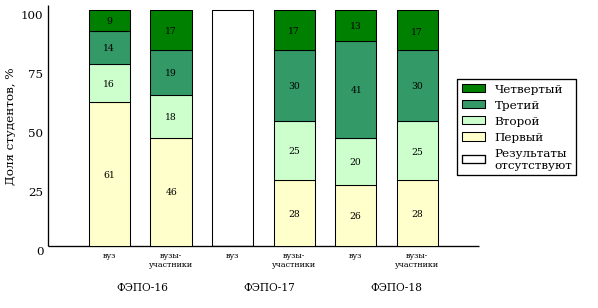 100
75
50
25
0
Доля студентов, %
9
14
16
61
17
19
18
46
17
30
25
28
13
41
20
26
17
30
25
28
вуз
вузы-
участники
вуз
вузы-
участники
вуз
вузы-
участники
ФЭПО-16
ФЭПО-17
ФЭПО-18
Четвертый
Третий
Второй
Первый
Результаты
отсутствуют